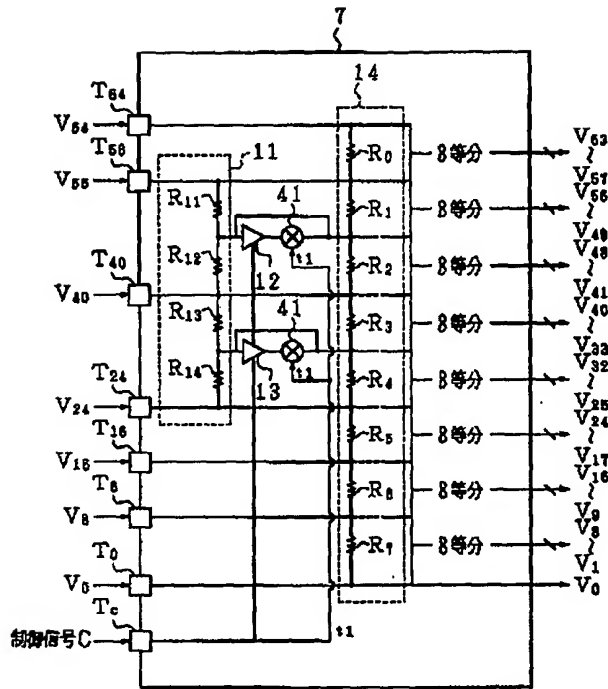 7
14
T₆₄
V₆₄
T₅₆
V₅₆
11
R₁₁
41
R₁₂
12
t1
T₄₀
V₄₀
R₁₃
41
R₁₄
13
t1
T₂₄
V₂₄
T₁₆
V₁₆
T₈
V₈
T₀
V₀
Tc
制御信号C
t1
R₀
R₁
R₂
R₃
R₄
R₅
R₆
R₇
8等分
8等分
8等分
8等分
8等分
8等分
8等分
8等分
V₆₃
~
V₅₇
V₅₆
~
V₄₉
V₄₈
~
V₄₁
V₄₀
~
V₃₃
V₃₂
~
V₂₅
V₂₄
~
V₁₇
V₁₆
~
V₉
V₈
~
V₁
V₀